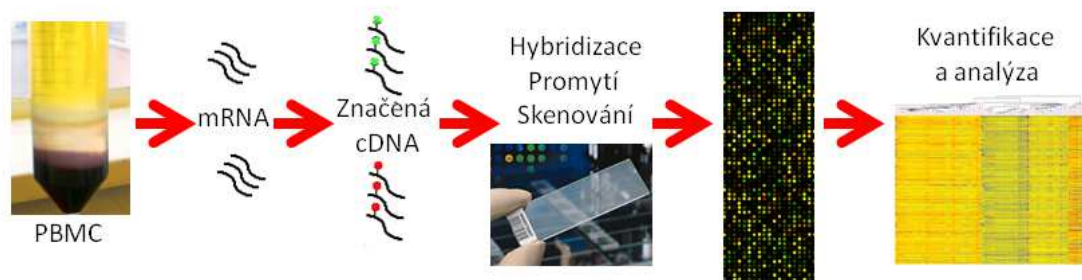 PBMC
mRNA
Značená
cDNA
Hybridizace
Promytí
Skenování
Kvantifikace
a analýza